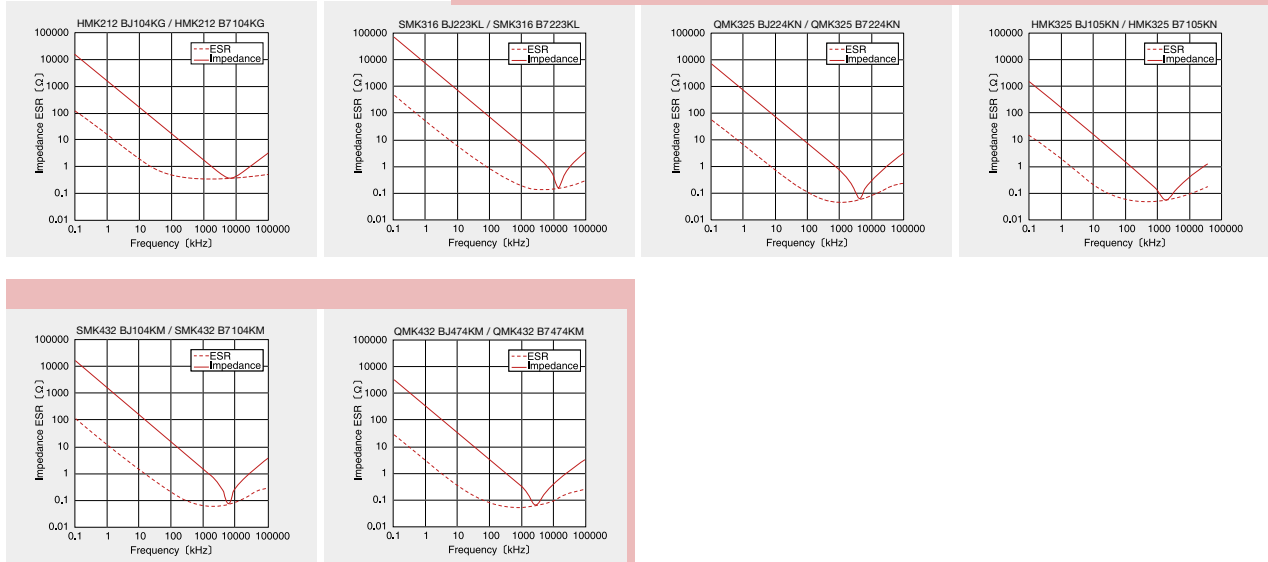 HMK212 BJ104KG / HMK212 B7104KG
100000
10000
1000
100
10
1
0.1
0.01
Impedance ESR〔Ω〕
ESR
Impedance
0.1 1 10 100 1000 10000 100000
Frequency〔kHz〕
SMK316 BJ223KL / SMK316 B7223KL
100000
10000
1000
100
10
1
0.1
0.01
Impedance ESR〔Ω〕
ESR
Impedance
0.1 1 10 100 1000 10000 100000
Frequency〔kHz〕
QMK325 BJ224KN / QMK325 B7224KN
100000
10000
1000
100
10
1
0.1
0.01
Impedance ESR〔Ω〕
ESR
Impedance
0.1 1 10 100 1000 10000 100000
Frequency〔kHz〕
HMK325 BJ105KN / HMK325 B7105KN
100000
10000
1000
100
10
1
0.1
0.01
Impedance ESR〔Ω〕
ESR
Impedance
0.1 1 10 100 1000 10000 100000
Frequency〔kHz〕
SMK432 BJ104KM / SMK432 B7104KM
100000
10000
1000
100
10
1
0.1
0.01
Impedance ESR〔Ω〕
ESR
Impedance
0.1 1 10 100 1000 10000 100000
Frequency〔kHz〕
QMK432 BJ474KM / QMK432 B7474KM
100000
10000
1000
100
10
1
0.1
0.01
Impedance ESR〔Ω〕
ESR
Impedance
0.1 1 10 100 1000 10000 100000
Frequency〔kHz〕